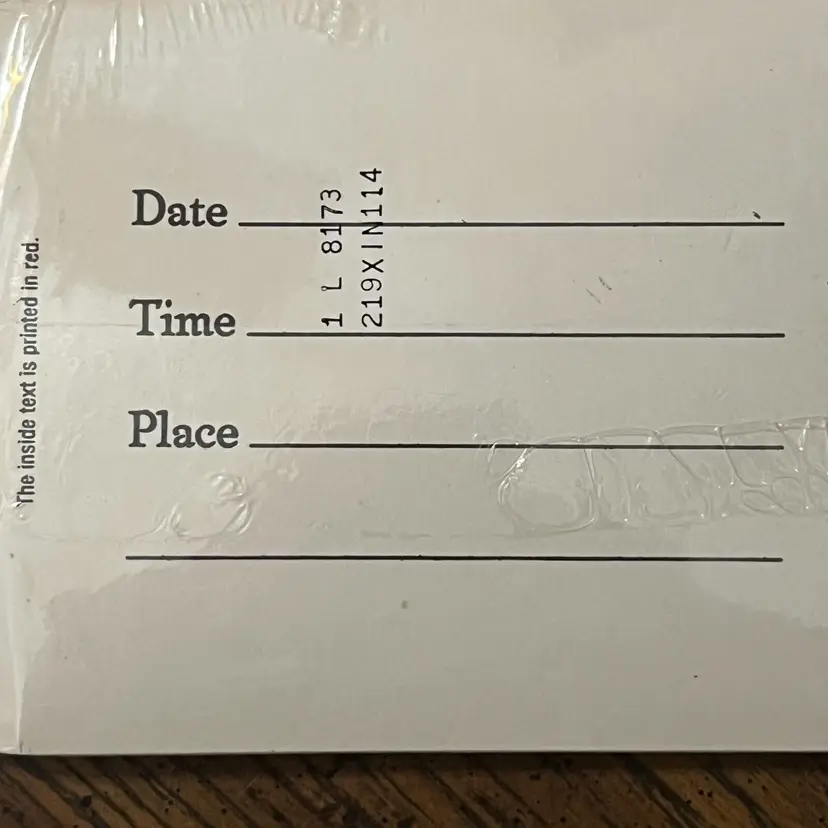 Date
Time
Place
1 L 8173
219XIN114
The inside text is printed in red.